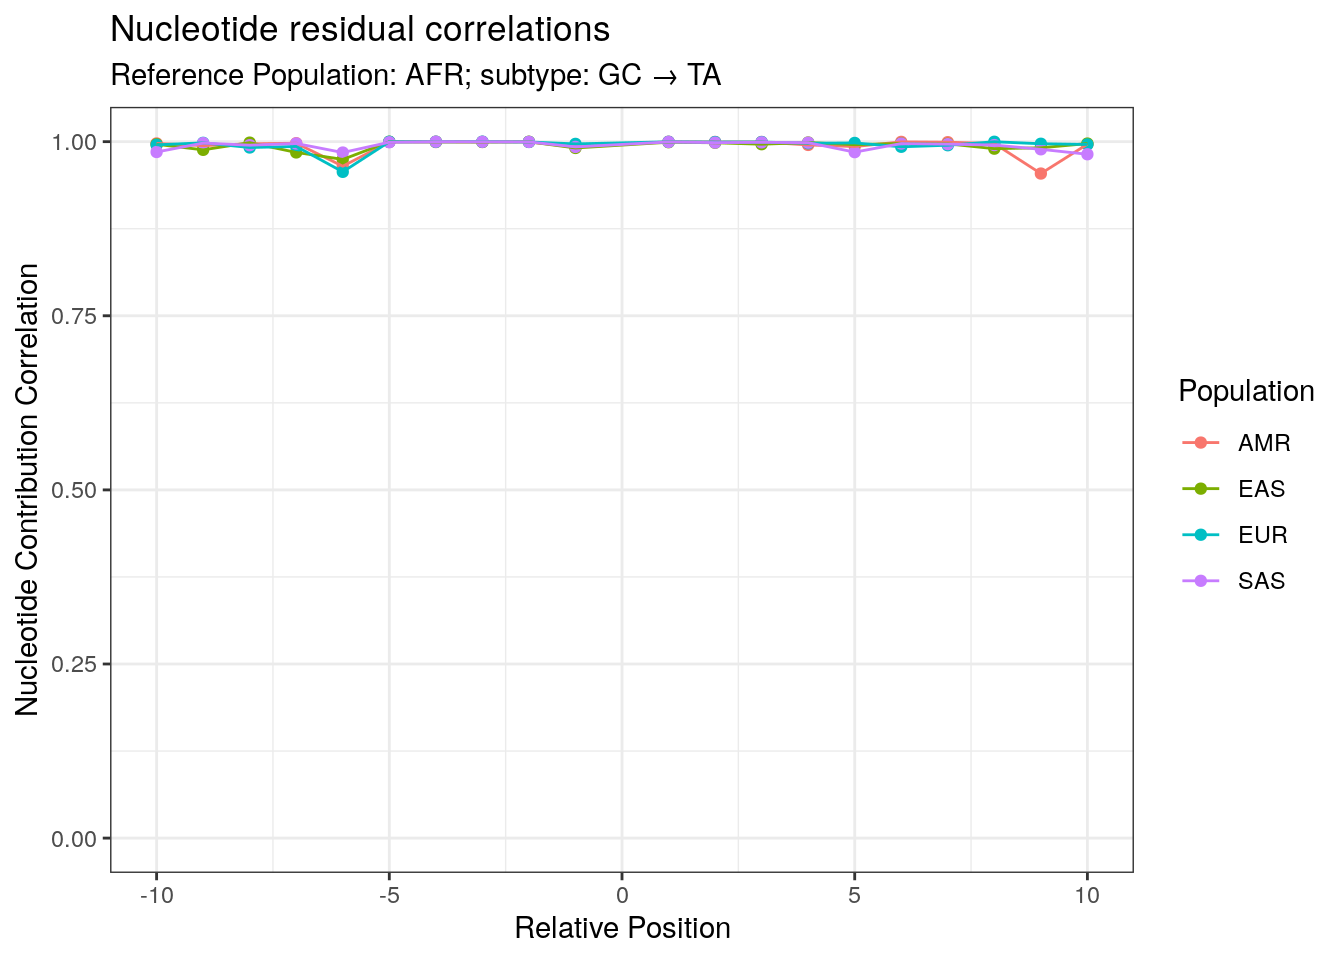 Nucleotide residual correlations
Reference Population: AFR; subtype: GC → TA
Nucleotide Contribution Correlation
1.00
0.75
0.50
0.25
0.00
-10
-5
0
5
10
Relative Position
Population
AMR
EAS
EUR
SAS